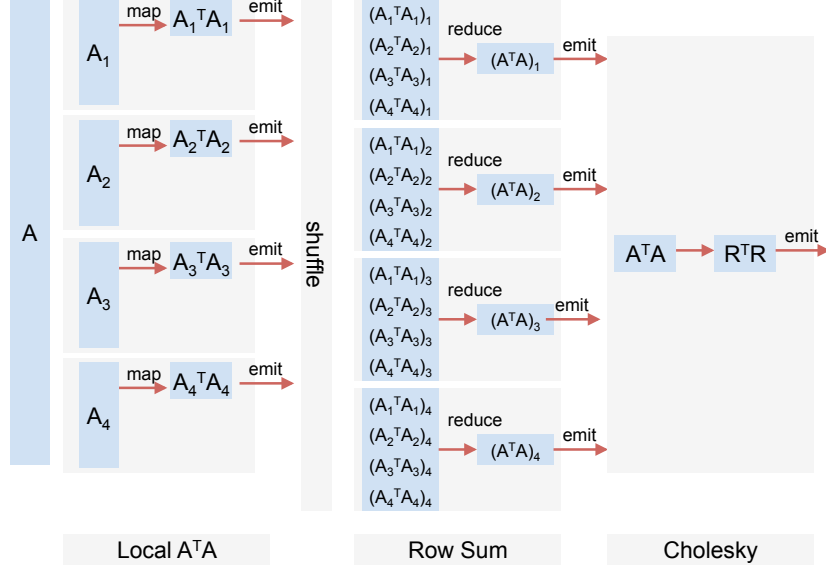 A
A₁
map
A₁ᵀA₁
emit
A₂
map
A₂ᵀA₂
emit
A₃
map
A₃ᵀA₃
emit
A₄
map
A₄ᵀA₄
emit
shuffle
(A₁ᵀA₁)₁
(A₂ᵀA₂)₁
(A₃ᵀA₃)₁
(A₄ᵀA₄)₁
reduce
(AᵀA)₁
emit
(A₁ᵀA₁)₂
(A₂ᵀA₂)₂
(A₃ᵀA₃)₂
(A₄ᵀA₄)₂
reduce
(AᵀA)₂
emit
(A₁ᵀA₁)₃
(A₂ᵀA₂)₃
(A₃ᵀA₃)₃
(A₄ᵀA₄)₃
reduce
(AᵀA)₃
emit
(A₁ᵀA₁)₄
(A₂ᵀA₂)₄
(A₃ᵀA₃)₄
(A₄ᵀA₄)₄
reduce
(AᵀA)₄
emit
AᵀA
RᵀR
emit
Local AᵀA
Row Sum
Cholesky